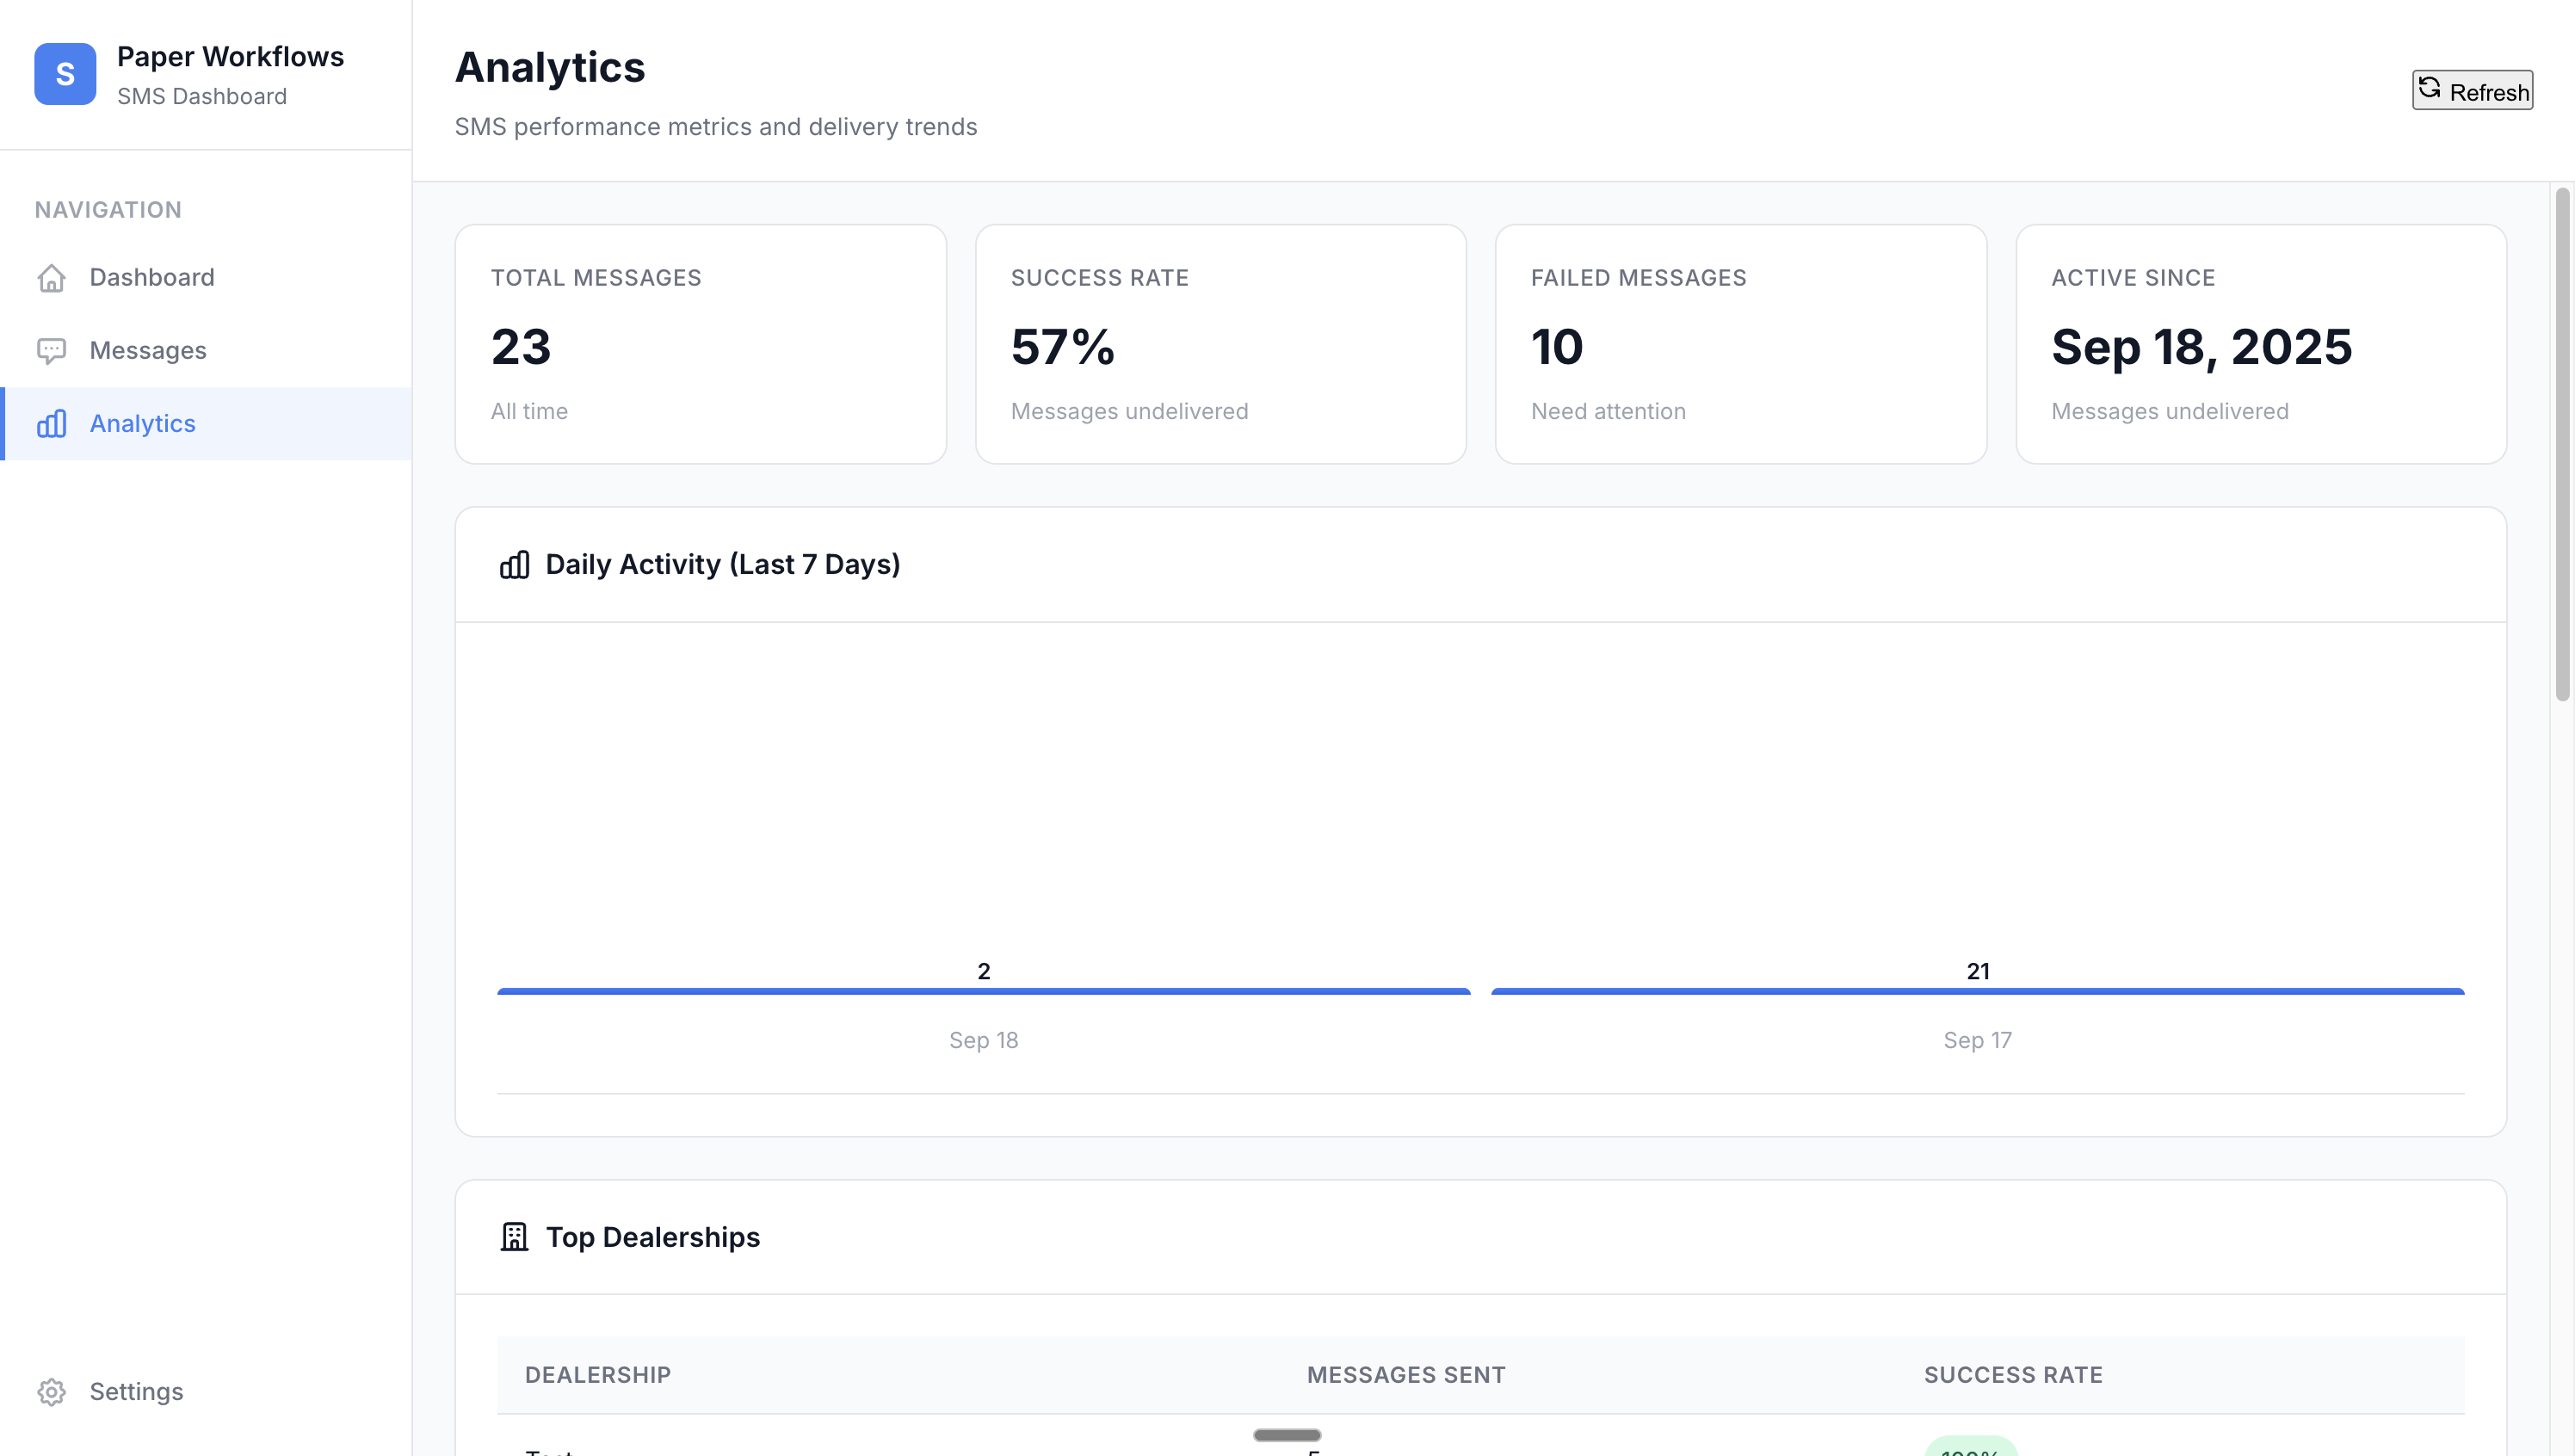 S
Paper Workflows
SMS Dashboard
NAVIGATION
Dashboard
Messages
Analytics
Settings
Analytics
SMS performance metrics and delivery trends
Refresh
TOTAL MESSAGES
23
All time
SUCCESS RATE
57%
Messages undelivered
FAILED MESSAGES
10
Need attention
ACTIVE SINCE
Sep 18, 2025
Messages undelivered
Daily Activity (Last 7 Days)
2
21
Sep 18
Sep 17
Top Dealerships
DEALERSHIP MESSAGES SENT SUCCESS RATE